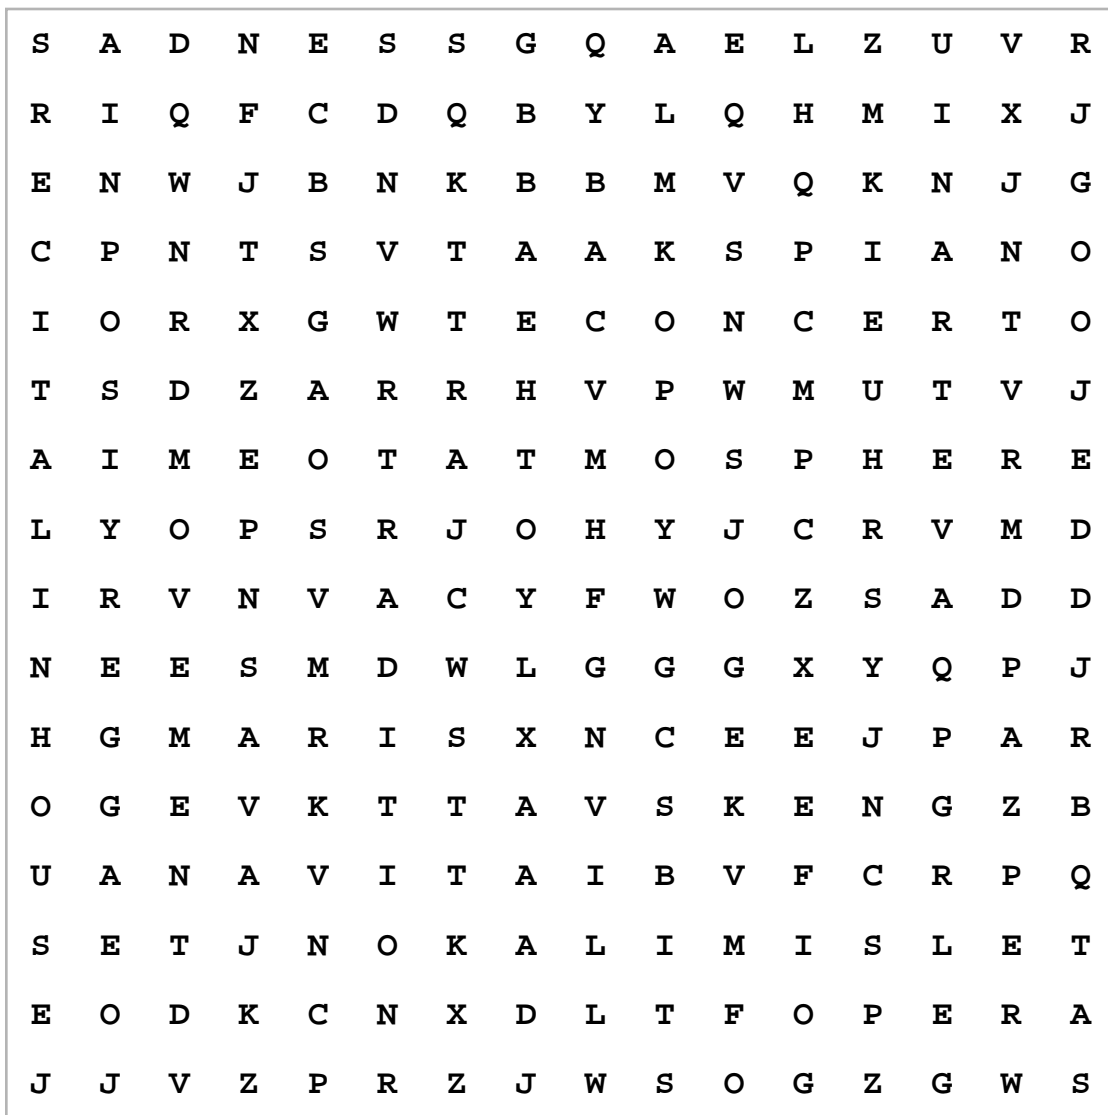 S A D N E S S G Q A E L Z U V R
R I Q F C D Q B Y L Q H M I X J
E N W J B N K B B M V Q K N J G
C P N T S V T A A K S P I A N O
I O R X G W T E C O N C E R T O
T S D Z A R R H V P W M U T V J
A I M E O T A T M O S P H E R E
L Y O P S R J O H Y J C R V M D
I R V N V A C Y F W O Z S A D D
N E E S M D W L G G G X Y Q P J
H G M A R I S X N C E E J P A R
O G E V K T T A V S K E N G Z B
U A N A V I T A I B V F C R P Q
S E T J N O K A L I M I S L E T
E O D K C N X D L T F O P E R A
J J V Z P R Z J W S O G Z G W S